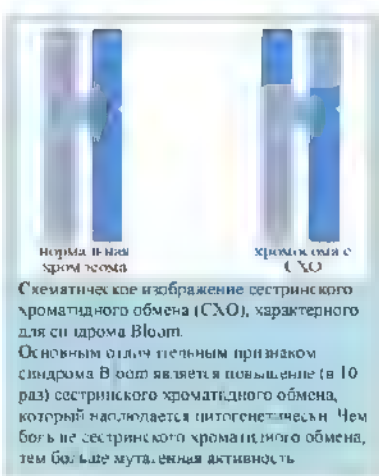 нормальная
хромосома
хромосома с
СХО
Схематическое изображение сестринского
хроматидного обмена (СХО), характерного
для синдрома Bloom.
Основным отличительным признаком
синдрома Bloom является повышение (в 10
раз) сестринского хроматидного обмена,
который наблюдается цитогенетически. Чем
больше сестринского хроматидного обмена,
тем больше мутагенная активность